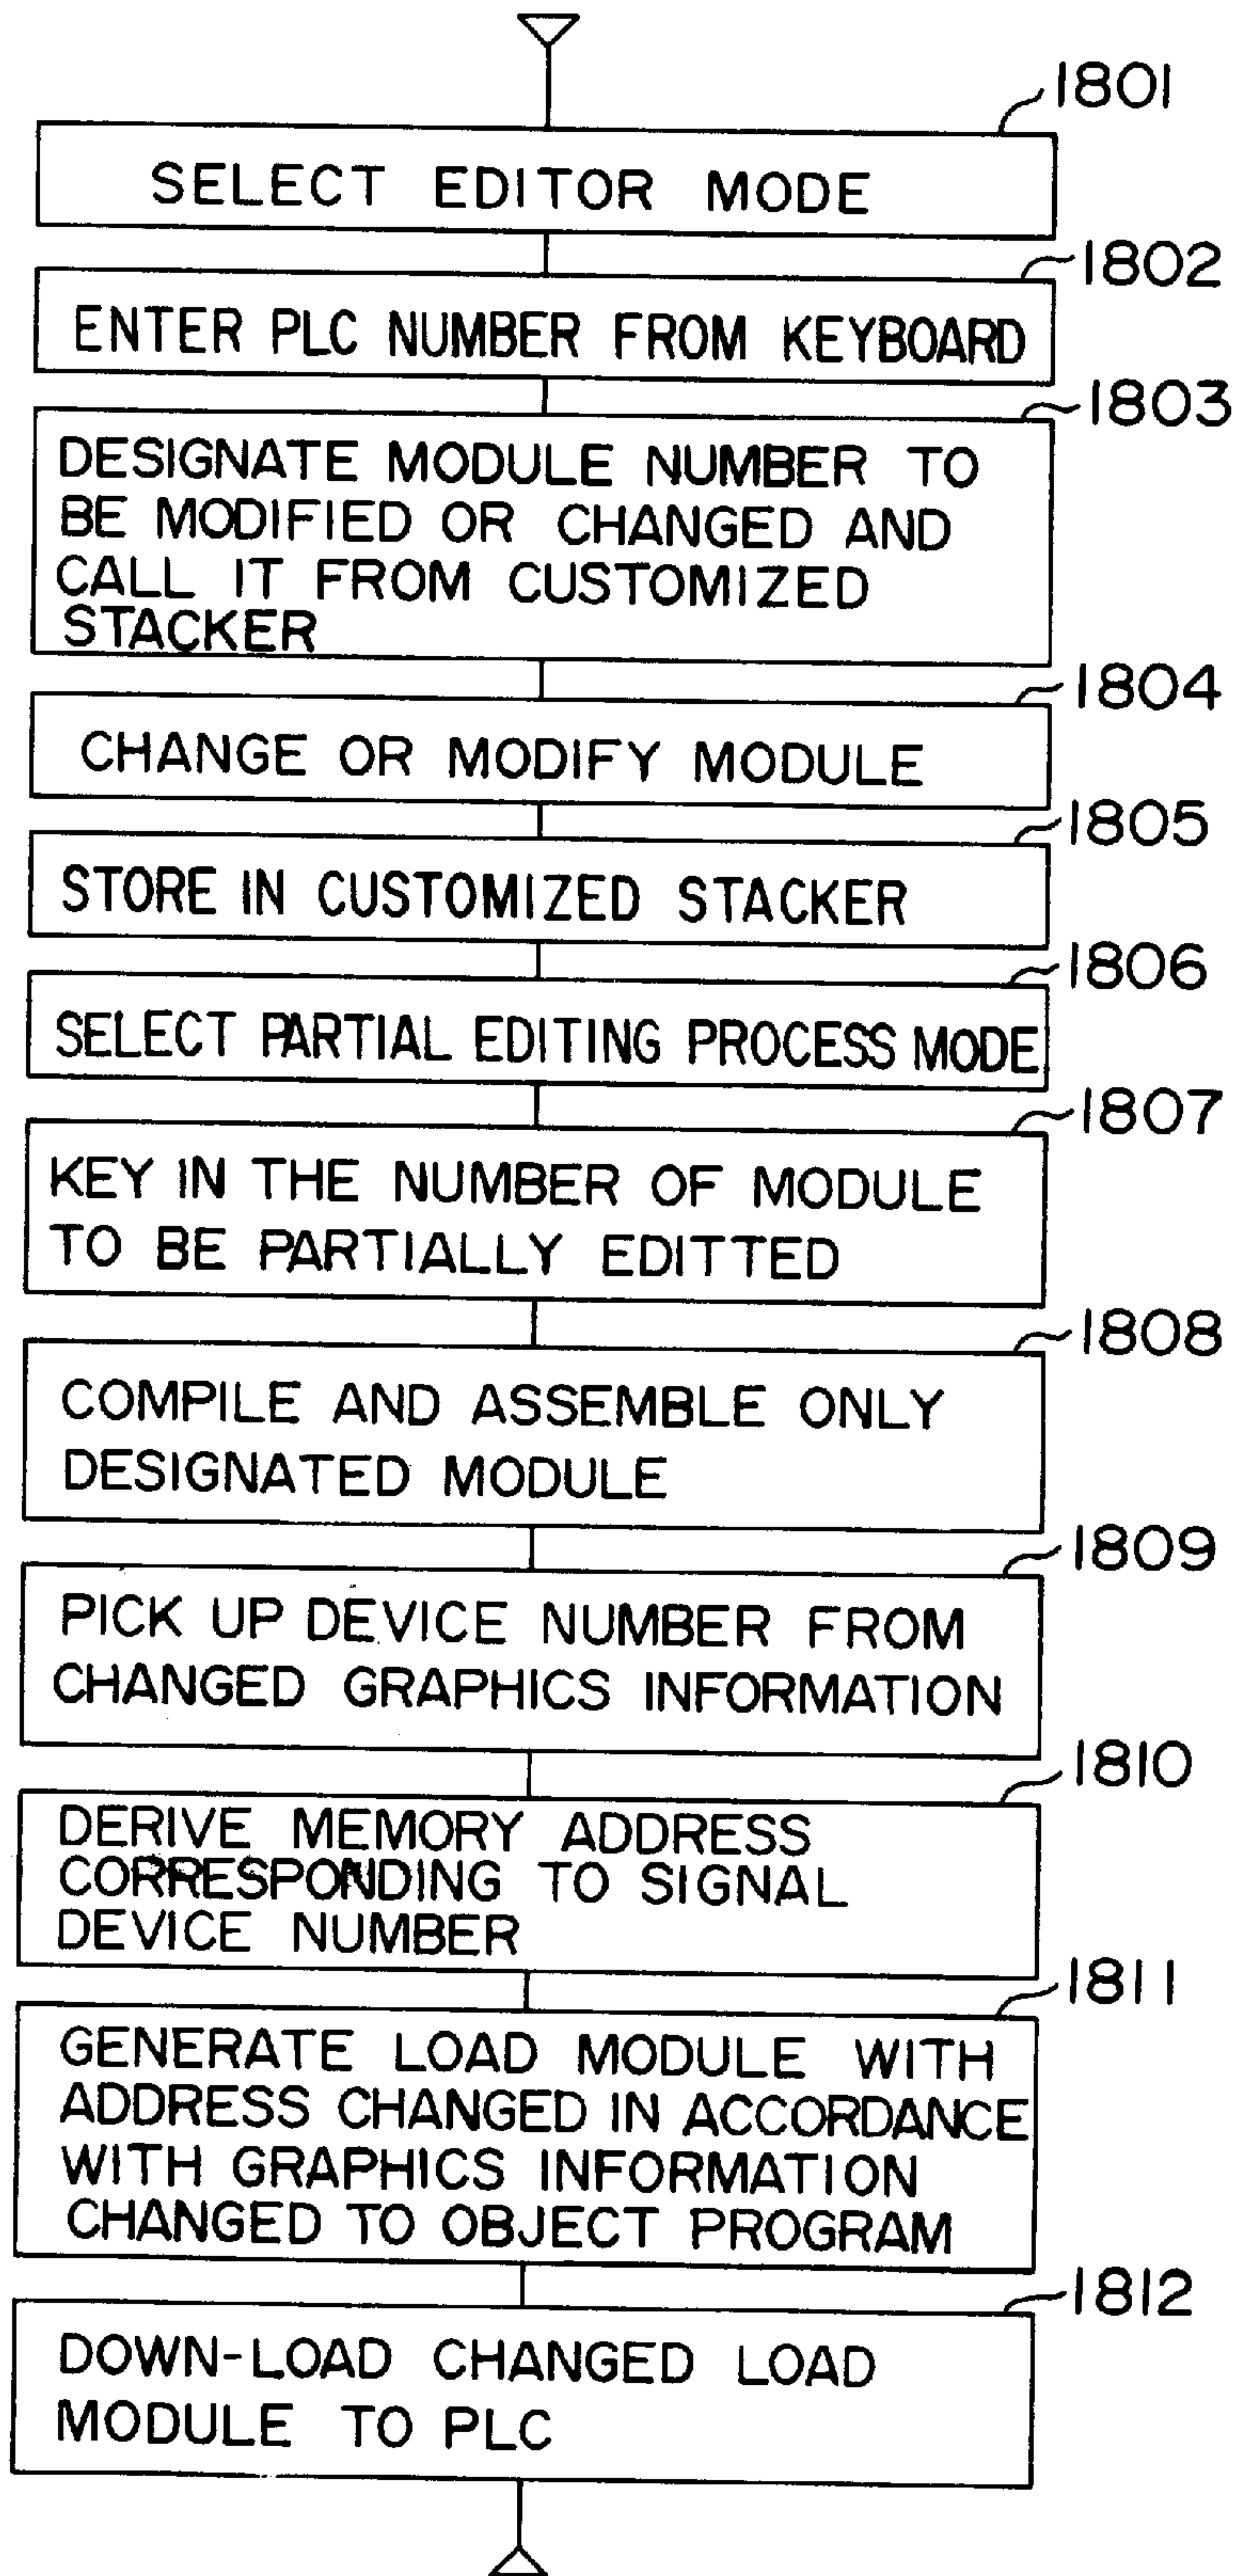 1801
SELECT EDITOR MODE
1802
ENTER PLC NUMBER FROM KEYBOARD
1803
DESIGNATE MODULE NUMBER TO
BE MODIFIED OR CHANGED AND
CALL IT FROM CUSTOMIZED
STACKER
1804
CHANGE OR MODIFY MODULE
1805
STORE IN CUSTOMIZED STACKER
1806
SELECT PARTIAL EDITING PROCESS MODE
1807
KEY IN THE NUMBER OF MODULE
TO BE PARTIALLY EDITTED
1808
COMPILE AND ASSEMBLE ONLY
DESIGNATED MODULE
1809
PICK UP DEVICE NUMBER FROM
CHANGED GRAPHICS INFORMATION
1810
DERIVE MEMORY ADDRESS
CORRESPONDING TO SIGNAL
DEVICE NUMBER
1811
GENERATE LOAD MODULE WITH
ADDRESS CHANGED IN ACCORDANCE
WITH GRAPHICS INFORMATION
CHANGED TO OBJECT PROGRAM
1812
DOWN-LOAD CHANGED LOAD
MODULE TO PLC